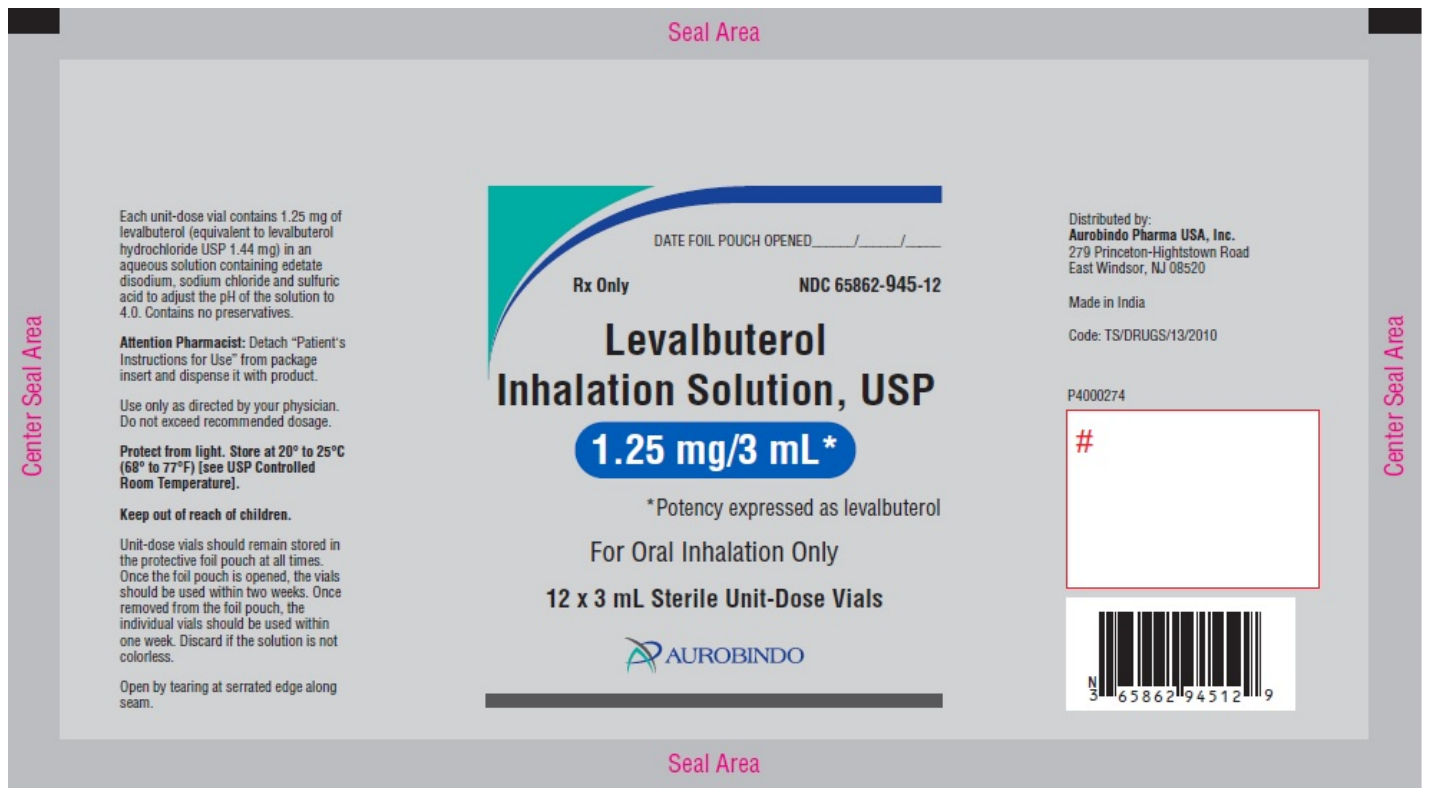 Seal Area
Center Seal Area
Each unit-dose vial contains 1.25 mg of
levalbuterol (equivalent to levalbuterol
hydrochloride USP 1.44 mg) in an
aqueous solution containing edetate
disodium, sodium chloride and sulfuric
acid to adjust the pH of the solution to
4.0. Contains no preservatives.
Attention Pharmacist: Detach “Patient's
Instructions for Use” from package
insert and dispense it with product.
Use only as directed by your physician.
Do not exceed recommended dosage.
Protect from light. Store at 20° to 25°C
(68° to 77°F) [see USP Controlled
Room Temperature].
Keep out of reach of children.
Unit-dose vials should remain stored in
the protective foil pouch at all times.
Once the foil pouch is opened, the vials
should be used within two weeks. Once
removed from the foil pouch, the
individual vials should be used within
one week. Discard if the solution is not
colorless.
Open by tearing at serrated edge along
seam.
DATE FOIL POUCH OPENED______/______/_____
Rx Only NDC 65862-945-12
Levalbuterol
Inhalation Solution, USP
1.25 mg/3 mL*
*Potency expressed as levalbuterol
For Oral Inhalation Only
12 x 3 mL Sterile Unit-Dose Vials
AUROBINDO
Distributed by:
Aurobindo Pharma USA, Inc.
279 Princeton-Hightstown Road
East Windsor, NJ 08520
Made in India
Code: TS/DRUGS/13/2010
P4000274
#
N
3 65862 94512 9
Center Seal Area
Seal Area